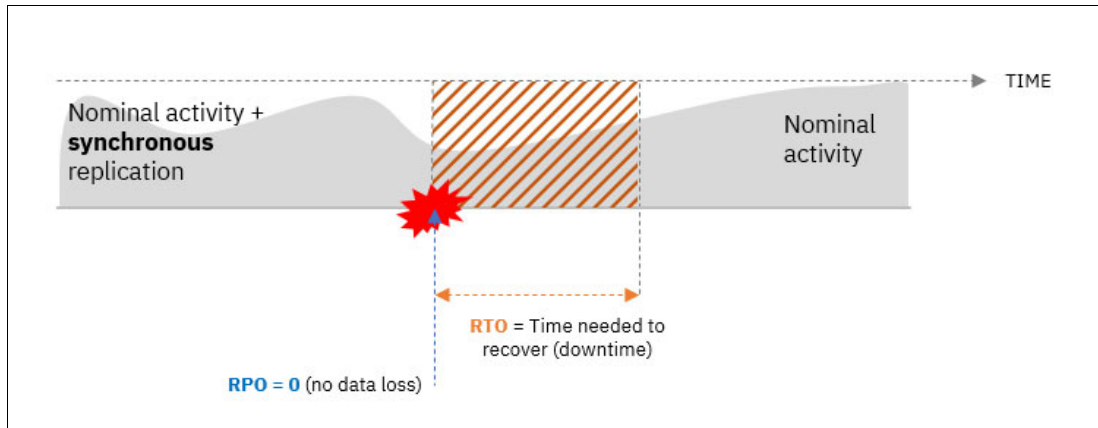 TIME
Nominal activity +
synchronous
replication
Nominal
activity
RTO = Time needed to
recover (downtime)
RPO = 0 (no data loss)